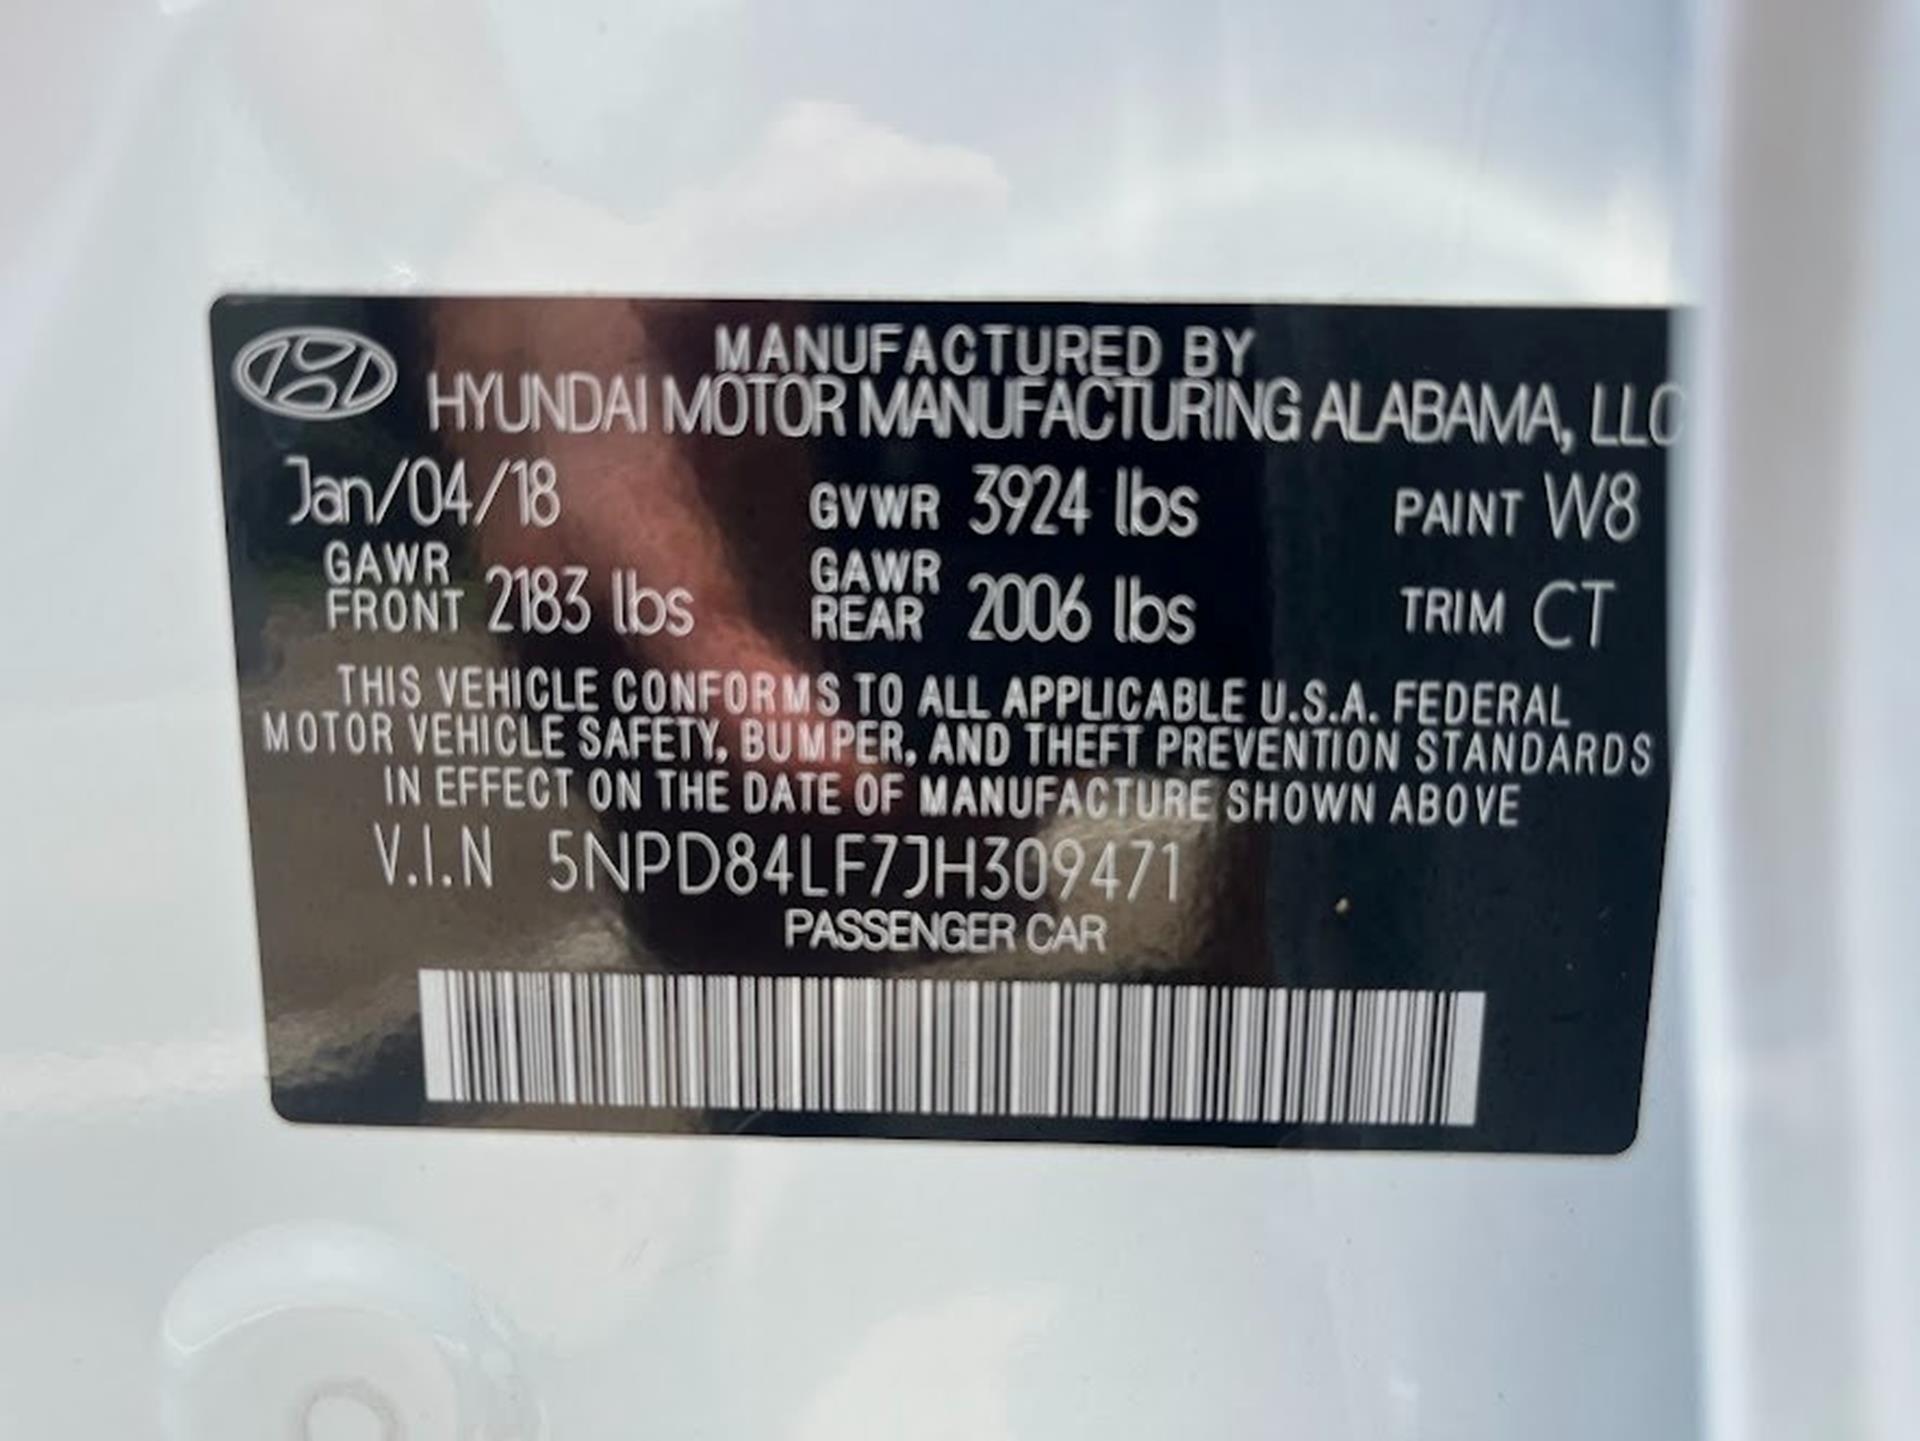 MANUFACTURED BY
HYUNDAI MOTOR MANUFACTURING ALABAMA, LLC
Jan/04/18 GVWR 3924 lbs PAINT W8
GAWR FRONT 2183 lbs GAWR REAR 2006 lbs TRIM CT
THIS VEHICLE CONFORMS TO ALL APPLICABLE U.S.A. FEDERAL
MOTOR VEHICLE SAFETY, BUMPER, AND THEFT PREVENTION STANDARDS
IN EFFECT ON THE DATE OF MANUFACTURE SHOWN ABOVE
V.I.N 5NPD84LF7JH309471
PASSENGER CAR